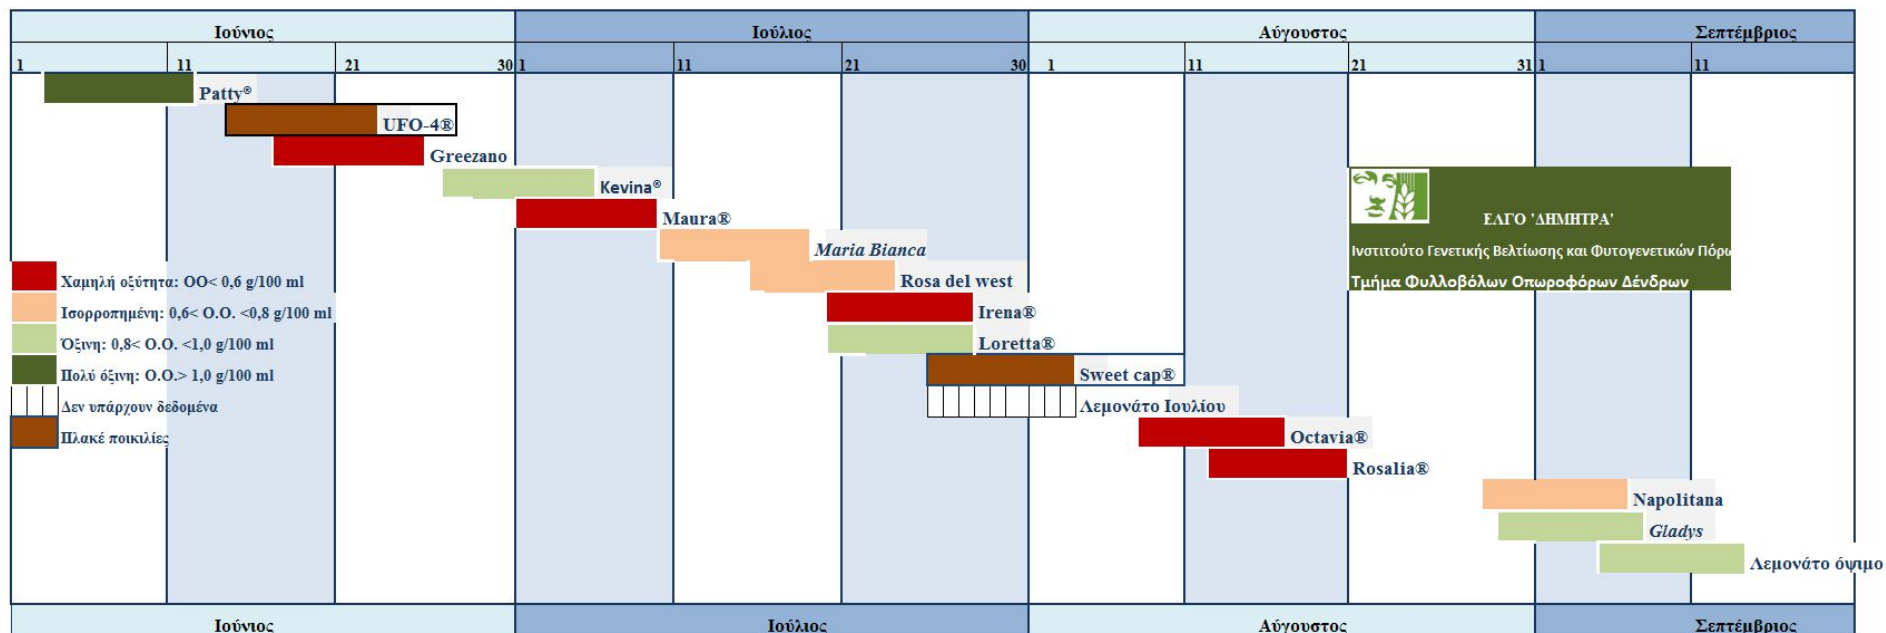 Ιούνιος Ιούλιος Αύγουστος Σεπτέμβριος
1 11 21 30 1 11 21 30 1 11 21 31 1 11
Patty®
UFO-4®
Greezano
Kevina®
Maura®
Maria Bianca
Rosa del west
Irena®
Loretta®
Sweet cap®
Λεμονάτο Ιουλίου
Octavia®
Rosalia®
Napolitana
Gladys
Λεμονάτο όψιμο
Χαμηλή οξύτητα: ΟΟ< 0,6 g/100 ml
Ισορροπημένη: 0,6< Ο.Ο. <0,8 g/100 ml
Όξινη: 0,8< Ο.Ο. <1,0 g/100 ml
Πολύ όξινη: Ο.Ο.> 1,0 g/100 ml
Δεν υπάρχουν δεδομένα
Πλακέ ποικιλίες
ΕΛΓΟ 'ΔΗΜΗΤΡΑ'
Ινστιτούτο Γενετικής Βελτίωσης και Φυτογενετικών Πόρω
Τμήμα Φυλλοβόλων Οπωροφόρων Δένδρων
Ιούνιος Ιούλιος Αύγουστος Σεπτέμβριος